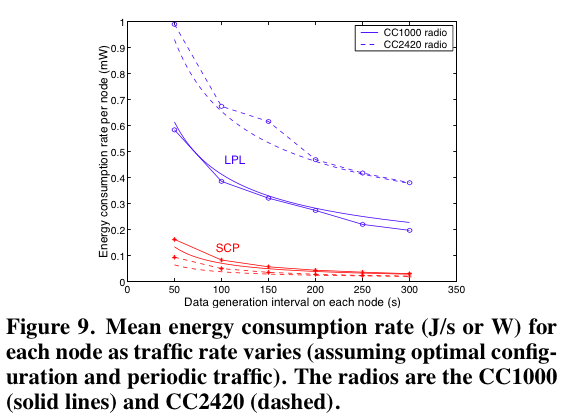 1
0.9
0.8
0.7
0.6
0.5
0.4
0.3
0.2
0.1
0
Energy consumption rate per node (mW)
CC1000 radio
CC2420 radio
LPL
SCP
0 50 100 150 200 250 300 350
Data generation interval on each node (s)
Figure 9. Mean energy consumption rate (J/s or W) for
each node as traffic rate varies (assuming optimal config-
uration and periodic traffic). The radios are the CC1000
(solid lines) and CC2420 (dashed).